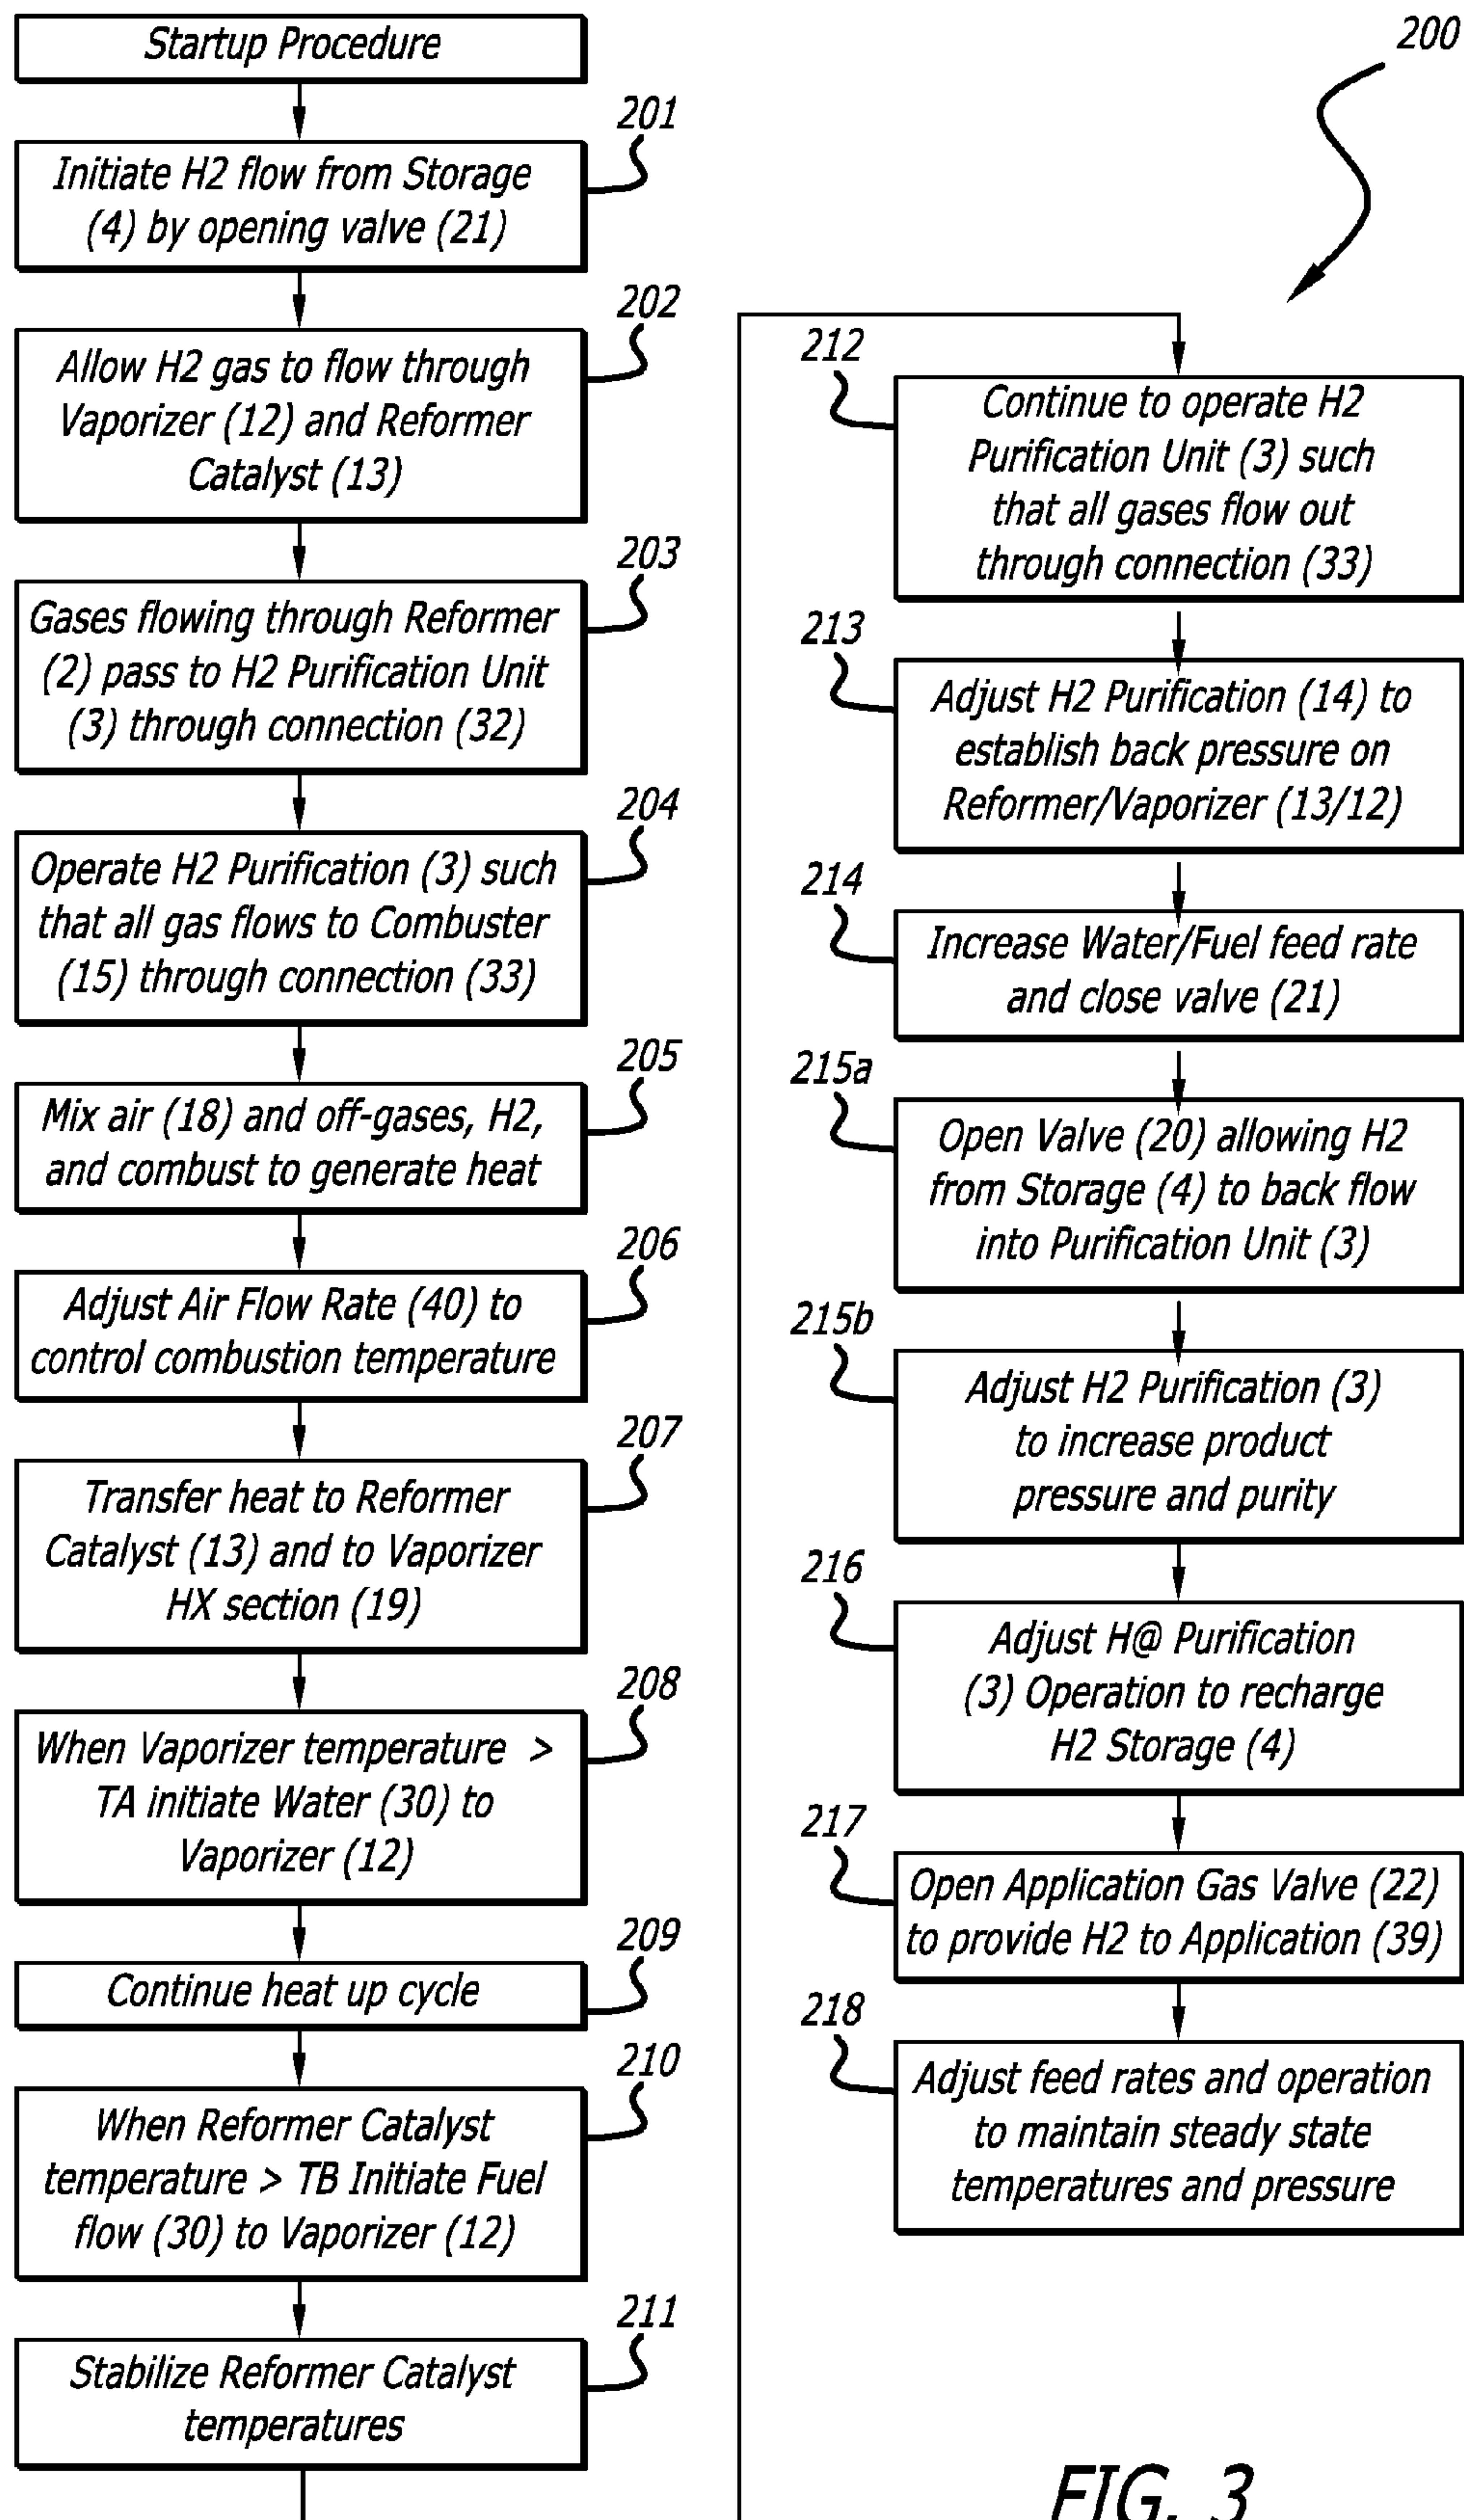 Startup Procedure
201
Initiate H2 flow from Storage
(4) by opening valve (21)
202
Allow H2 gas to flow through
Vaporizer (12) and Reformer
Catalyst (13)
203
Gases flowing through Reformer
(2) pass to H2 Purification Unit
(3) through connection (32)
204
Operate H2 Purification (3) such
that all gas flows to Combuster
(15) through connection (33)
205
Mix air (18) and off-gases, H2,
and combust to generate heat
206
Adjust Air Flow Rate (40) to
control combustion temperature
207
Transfer heat to Reformer
Catalyst (13) and to Vaporizer
HX section (19)
208
When Vaporizer temperature >
TA initiate Water (30) to
Vaporizer (12)
209
Continue heat up cycle
210
When Reformer Catalyst
temperature > TB Initiate Fuel
flow (30) to Vaporizer (12)
211
Stabilize Reformer Catalyst
temperatures
200
212
Continue to operate H2
Purification Unit (3) such
that all gases flow out
through connection (33)
213
Adjust H2 Purification (14) to
establish back pressure on
Reformer/Vaporizer (13/12)
214
Increase Water/Fuel feed rate
and close valve (21)
215a
Open Valve (20) allowing H2
from Storage (4) to back flow
into Purification Unit (3)
215b
Adjust H2 Purification (3)
to increase product
pressure and purity
216
Adjust H@ Purification
(3) Operation to recharge
H2 Storage (4)
217
Open Application Gas Valve (22)
to provide H2 to Application (39)
218
Adjust feed rates and operation
to maintain steady state
temperatures and pressure
FIG. 3